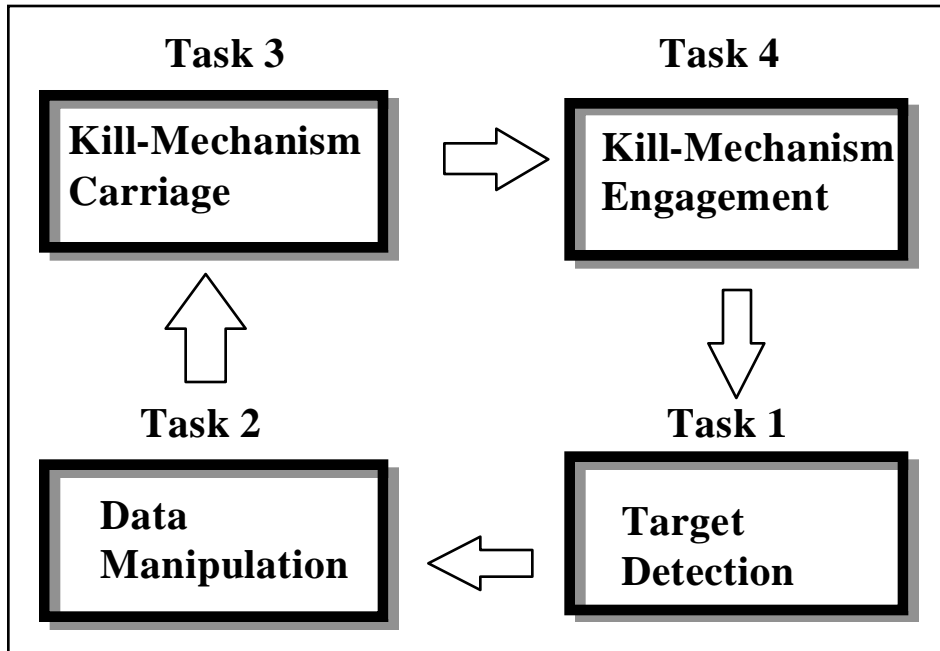 Task 3
Kill-Mechanism
Carriage
Task 4
Kill-Mechanism
Engagement
Task 2
Data
Manipulation
Task 1
Target
Detection